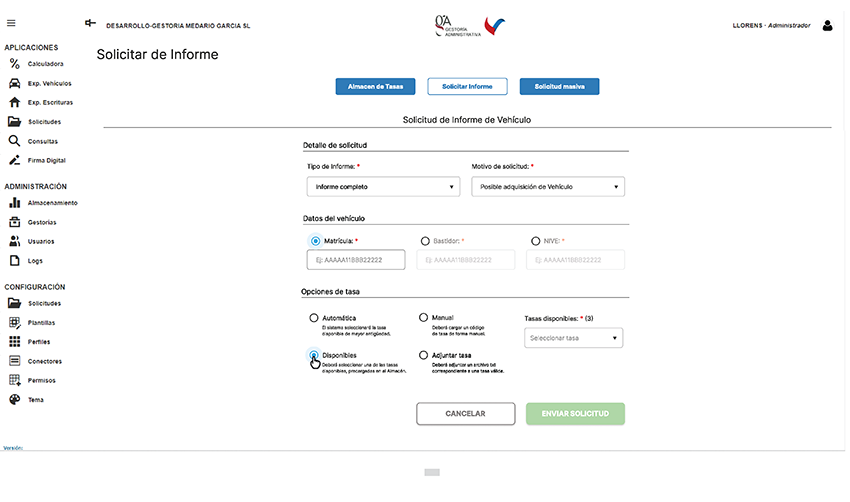 DESARROLLO-GESTORIA MEDARIO GARCIA SL
gA
GESTORÍA
ADMINISTRATIVA
LLORENS - Administrador
APLICACIONES
Calculadora
Exp. Vehículos
Exp. Escrituras
Solicitudes
Consultas
Firma Digital
ADMINISTRACIÓN
Almacenamiento
Gestorías
Usuarios
Logs
CONFIGURACIÓN
Solicitudes
Plantillas
Perfiles
Conectores
Permisos
Tema
Versión:
Solicitar de Informe
Almacen de Tasas
Solicitar Informe
Solicitud masiva
Solicitud de Informe de Vehículo
Detalle de solicitud
Tipo de Informe: *
Motivo de solicitud: *
Informe completo
Posible adquisición de Vehículo
Datos del vehículo
Matrícula: *
Bastidor: *
NIVE: *
Ej: AAAAA11BBB22222
Ej: AAAAA11BBB22222
Ej: AAAAA11BBB22222
Opciones de tasa
Automática
El sistema seleccionará la tasa
disponible de mayor antigüedad.
Manual
Deberá cargar un código
de tasa de forma manual.
Tasas disponibles: * (3)
Seleccionar tasa
Disponibles
Deberá seleccionar una de las tasas
disponibles, precargadas en el Almacén.
Adjuntar tasa
Deberá adjuntar un archivo txt
correspondiente a una tasa válida.
CANCELAR
ENVIAR SOLICITUD